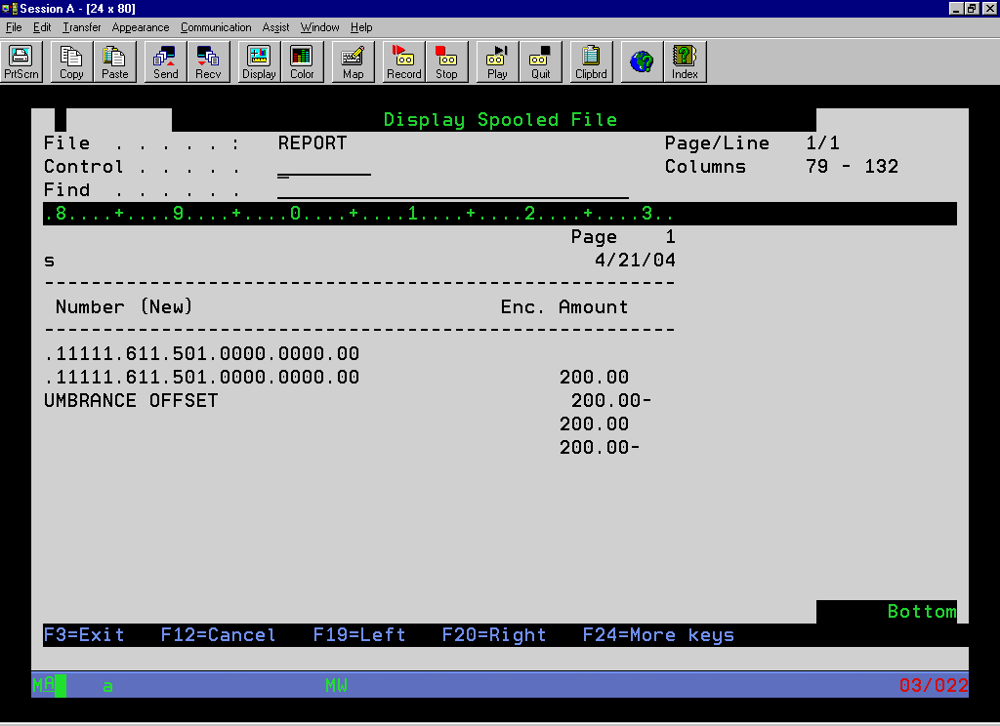 Session A - [24 x 80]
File Edit Transfer Appearance Communication Assist Window Help
PrtScrn Copy Paste Send Recv Display Color Map Record Stop Play Quit Clipbrd Index
Display Spooled File
File . . . . . : REPORT Page/Line 1/1
Control . . . . . Columns 79 - 132
Find . . . . . .
.8....+....9....+....0....+....1....+....2....+....3..
Page 1
s 4/21/04
------------------------------------------------------
Number (New) Enc. Amount
------------------------------------------------------
.11111.611.501.0000.0000.00
.11111.611.501.0000.0000.00 200.00
UMBRANCE OFFSET 200.00-
200.00
200.00-
Bottom
F3=Exit F12=Cancel F19=Left F20=Right F24=More keys
MA a MW 03/022